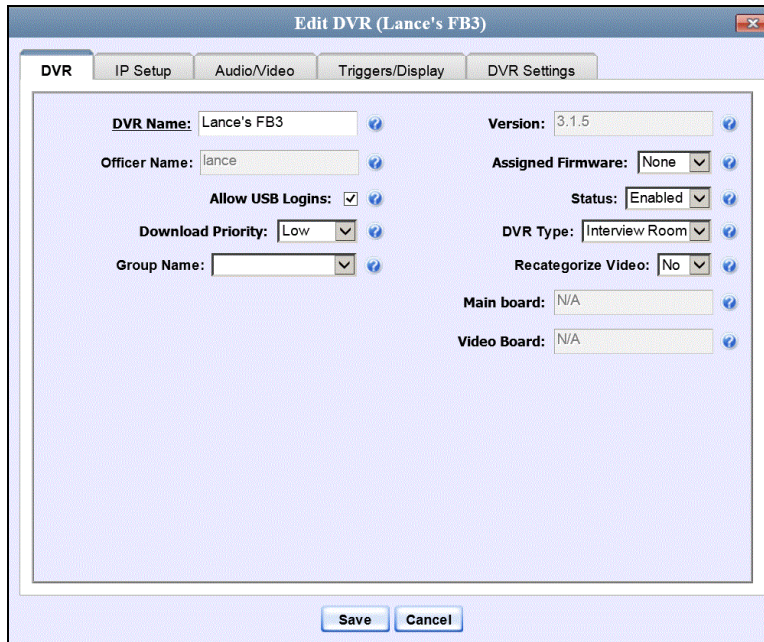 Edit DVR (Lance's FB3)
DVR
IP Setup
Audio/Video
Triggers/Display
DVR Settings
DVR Name: Lance's FB3
Officer Name: lance
Allow USB Logins:
Download Priority: Low
Group Name:
Version: 3.1.5
Assigned Firmware: None
Status: Enabled
DVR Type: Interview Room
Recategorize Video: No
Main board: N/A
Video Board: N/A
Save
Cancel